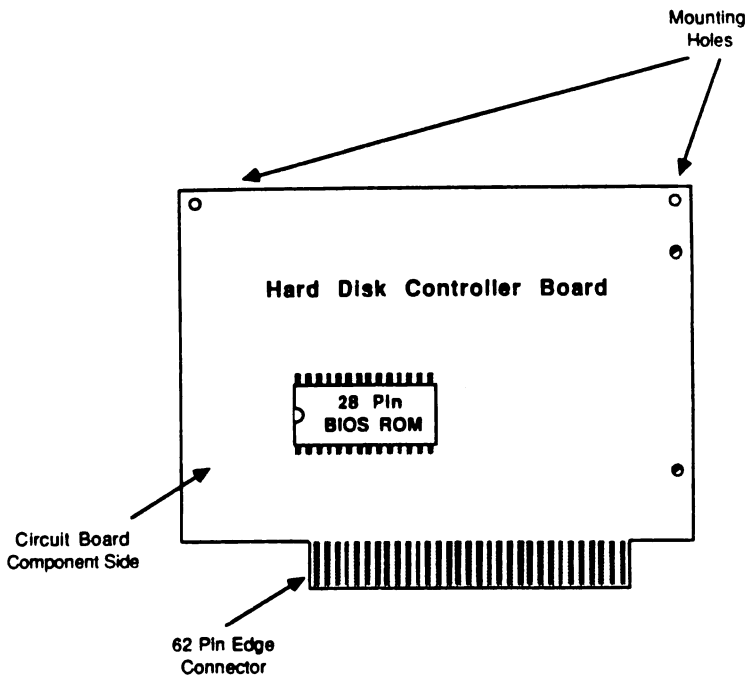 Mounting
Holes
Hard Disk Controller Board
28 Pin
BIOS ROM
Circuit Board
Component Side
62 Pin Edge
Connector